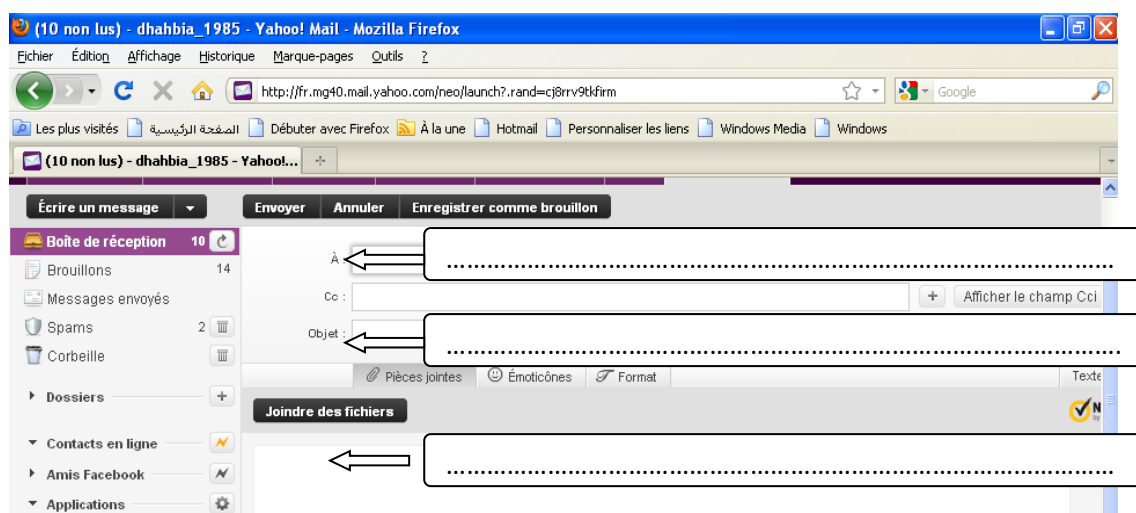 (10 non lus) - dhahbia_1985 - Yahoo! Mail - Mozilla Firefox
Fichier Édition Affichage Historique Marque-pages Outils ?
http://fr.mg40.mail.yahoo.com/neo/launch?.rand=cj8rrv9tkfirm Google
Les plus visités الصفحة الرئيسية Débuter avec Firefox À la une Hotmail Personnaliser les liens Windows Media Windows
(10 non lus) - dhahbia_1985 - Yahoo!...
Écrire un message Envoyer Annuler Enregistrer comme brouillon
Boîte de réception 10
À :
Brouillons 14
Messages envoyés
Cc : + Afficher le champ Cci
Spams 2
Objet :
Corbeille
Pièces jointes Émoticônes Format Texte
Dossiers +
Joindre des fichiers
Contacts en ligne
Amis Facebook
Applications